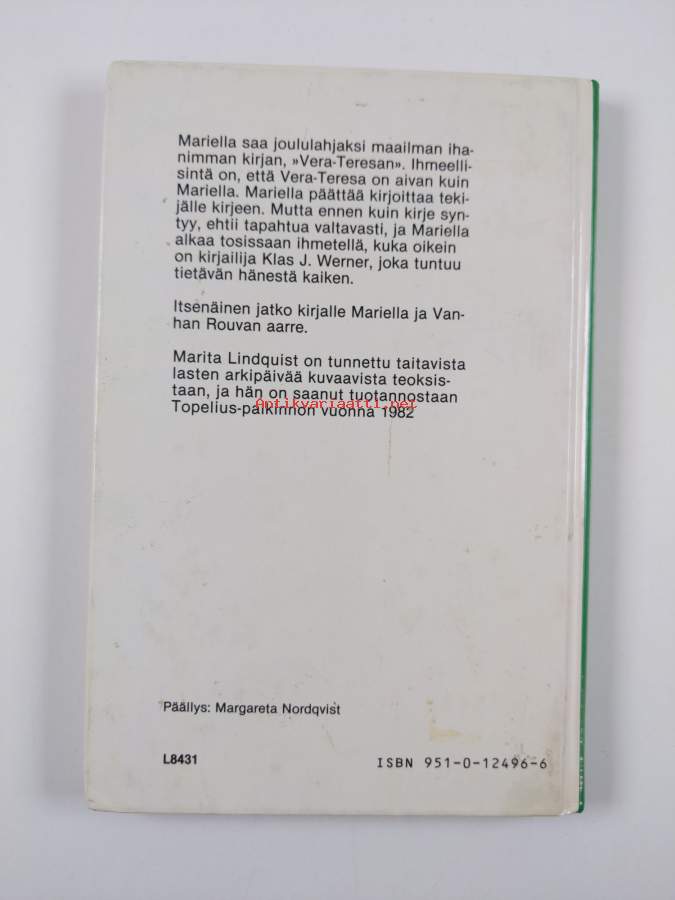 Mariella saa joululahjaksi maailman iha-
nimman kirjan, »Vera-Teresan». Ihmeelli-
sintä on, että Vera-Teresa on aivan kuin
Mariella. Mariella päättää kirjoittaa teki-
jälle kirjeen. Mutta ennen kuin kirje syn-
tyy, ehtii tapahtua valtavasti, ja Mariella
alkaa tosissaan ihmetellä, kuka oikein
on kirjailija Klas J. Werner, joka tuntuu
tietävän hänestä kaiken.
Itsenäinen jatko kirjalle Mariella ja Van-
han Rouvan aarre.
Marita Lindquist on tunnettu taitavista
lasten arkipäivää kuvaavista teoksis-
taan, ja hän on saanut tuotannostaan
Antikvariaatti.net
Topelius-palkinnon vuonna 1982
Päällys: Margareta Nordqvist
L8431
ISBN 951-0-12496-6